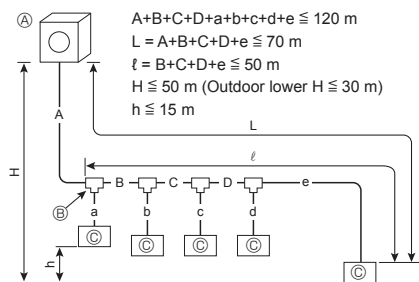 Ⓐ
A+B+C+D+a+b+c+d+e ≦ 120 m
L = A+B+C+D+e ≦ 70 m
ℓ = B+C+D+e ≦ 50 m
H ≦ 50 m (Outdoor lower H ≦ 30 m)
h ≦ 15 m
A
L
H
ℓ
B C D e
Ⓑ a b c d
Ⓒ Ⓒ Ⓒ Ⓒ
h
Ⓒ